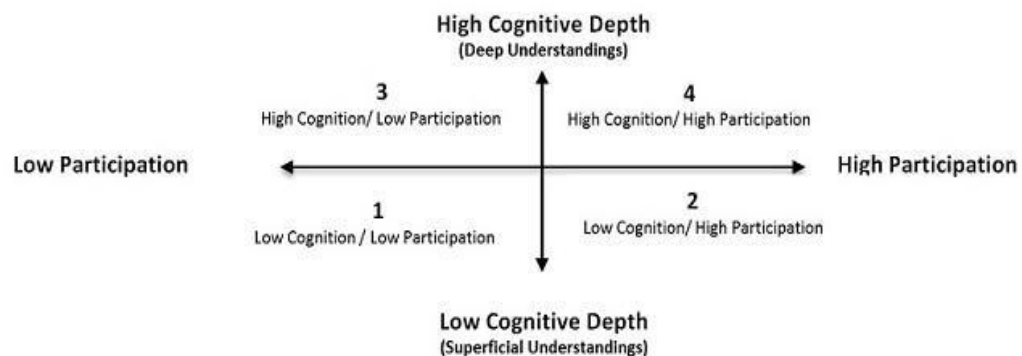 High Cognitive Depth
(Deep Understandings)
3
High Cognition/ Low Participation
4
High Cognition/ High Participation
Low Participation
High Participation
1
Low Cognition / Low Participation
2
Low Cognition/ High Participation
Low Cognitive Depth
(Superficial Understandings)